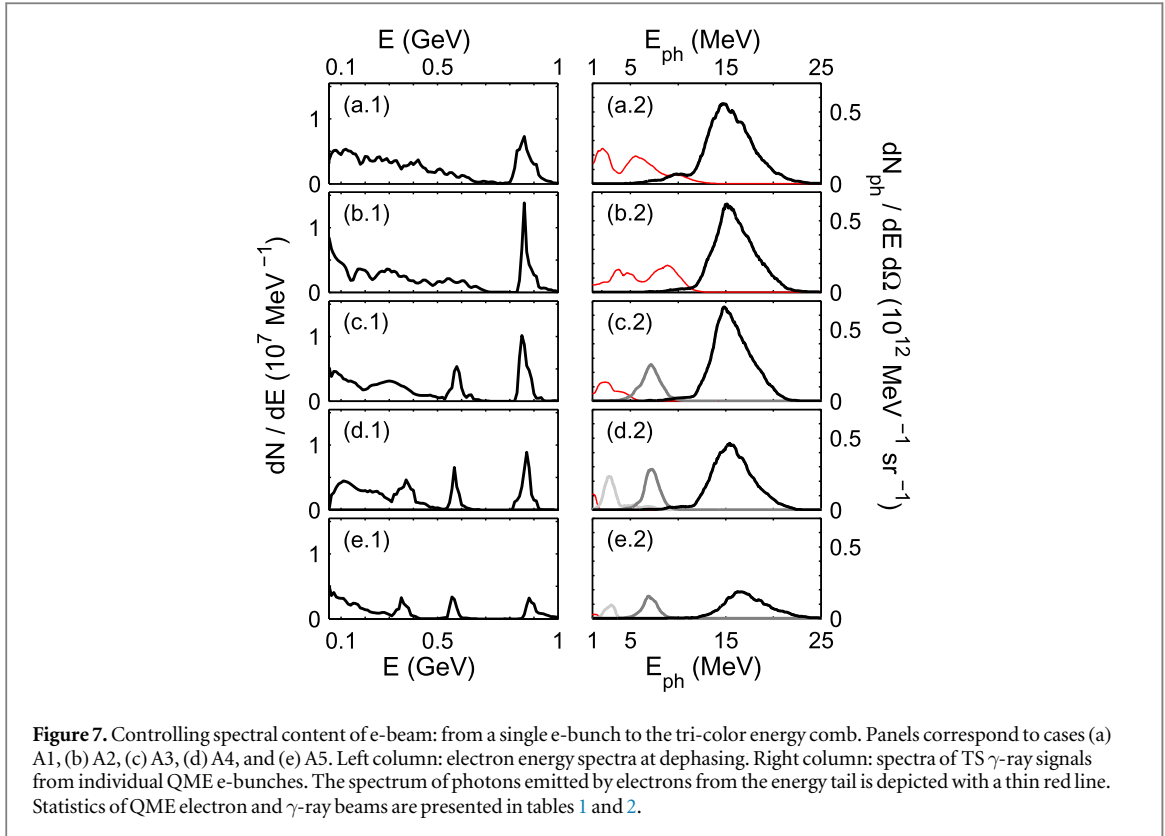 E (GeV)
E_ph (MeV)
0.1 0.5 1
1 5 15 25
(a.1)
1
0
(a.2)
0.5
0
(b.1)
1
0
(b.2)
0.5
0
(c.1)
1
0
(c.2)
0.5
0
(d.1)
1
0
(d.2)
0.5
0
(e.1)
1
0
(e.2)
0.5
0
dN / dE (10^7 MeV^−1)
dN_ph / dE dΩ (10^12 MeV^−1 sr^−1)
0.1 0.5 1
1 5 15 25
E (GeV)
E_ph (MeV)
Figure 7. Controlling spectral content of e-beam: from a single e-bunch to the tri-color energy comb. Panels correspond to cases (a)
A1, (b) A2, (c) A3, (d) A4, and (e) A5. Left column: electron energy spectra at dephasing. Right column: spectra of TS γ-ray signals
from individual QME e-bunches. The spectrum of photons emitted by electrons from the energy tail is depicted with a thin red line.
Statistics of QME electron and γ-ray beams are presented in tables 1 and 2.